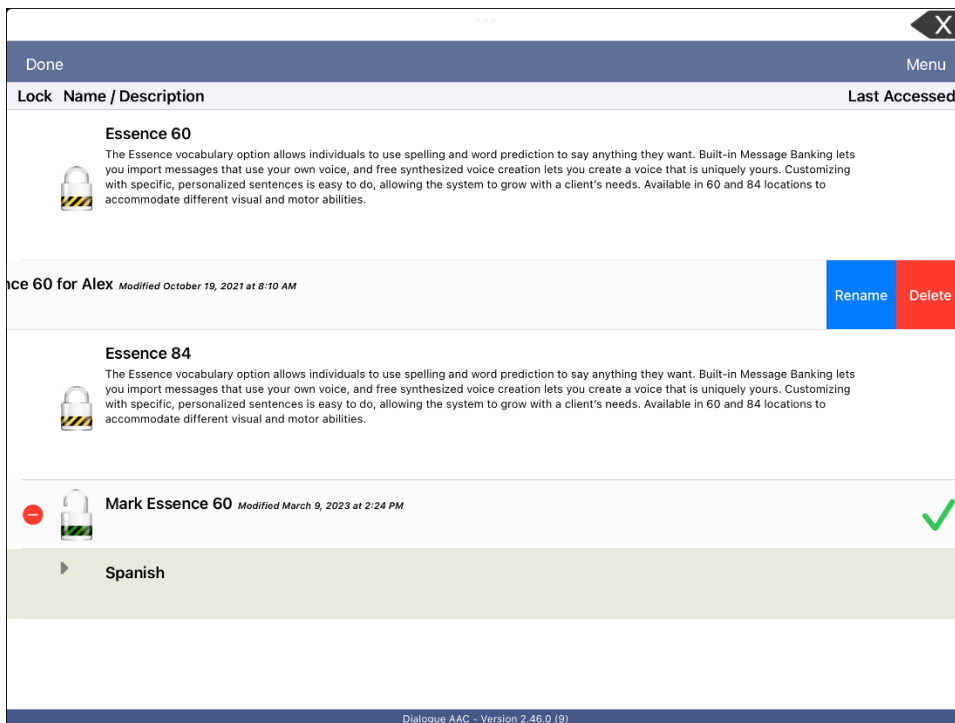 X
Done Menu
Lock Name / Description Last Accessed
Essence 60
The Essence vocabulary option allows individuals to use spelling and word prediction to say anything they want. Built-in Message Banking lets
you import messages that use your own voice, and free synthesized voice creation lets you create a voice that is uniquely yours. Customizing
with specific, personalized sentences is easy to do, allowing the system to grow with a client's needs. Available in 60 and 84 locations to
accommodate different visual and motor abilities.
nce 60 for Alex Modified October 19, 2021 at 8:10 AM Rename Delete
Essence 84
The Essence vocabulary option allows individuals to use spelling and word prediction to say anything they want. Built-in Message Banking lets
you import messages that use your own voice, and free synthesized voice creation lets you create a voice that is uniquely yours. Customizing
with specific, personalized sentences is easy to do, allowing the system to grow with a client's needs. Available in 60 and 84 locations to
accommodate different visual and motor abilities.
Mark Essence 60 Modified March 9, 2023 at 2:24 PM
Spanish
Dialogue AAC - Version 2.46.0 (9)